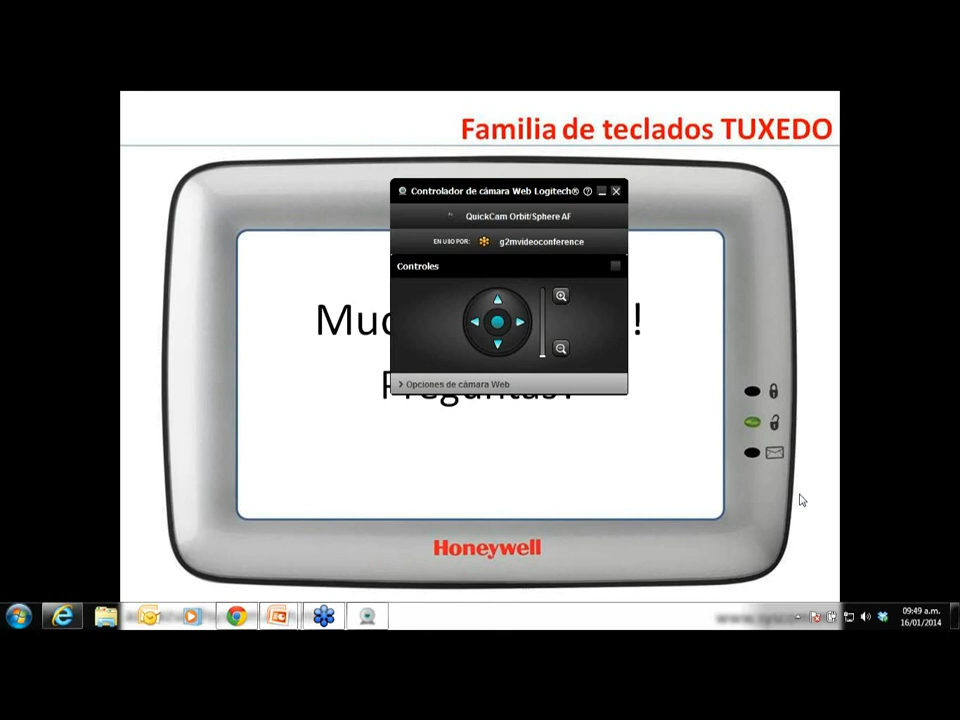 Familia de teclados TUXEDO
Controlador de cámara Web Logitech®
QuickCam Orbit/Sphere AF
EN USO POR: g2mvideoconference
Controles
!
Opciones de cámara Web
Honeywell
09:49 a.m.
16/01/2014